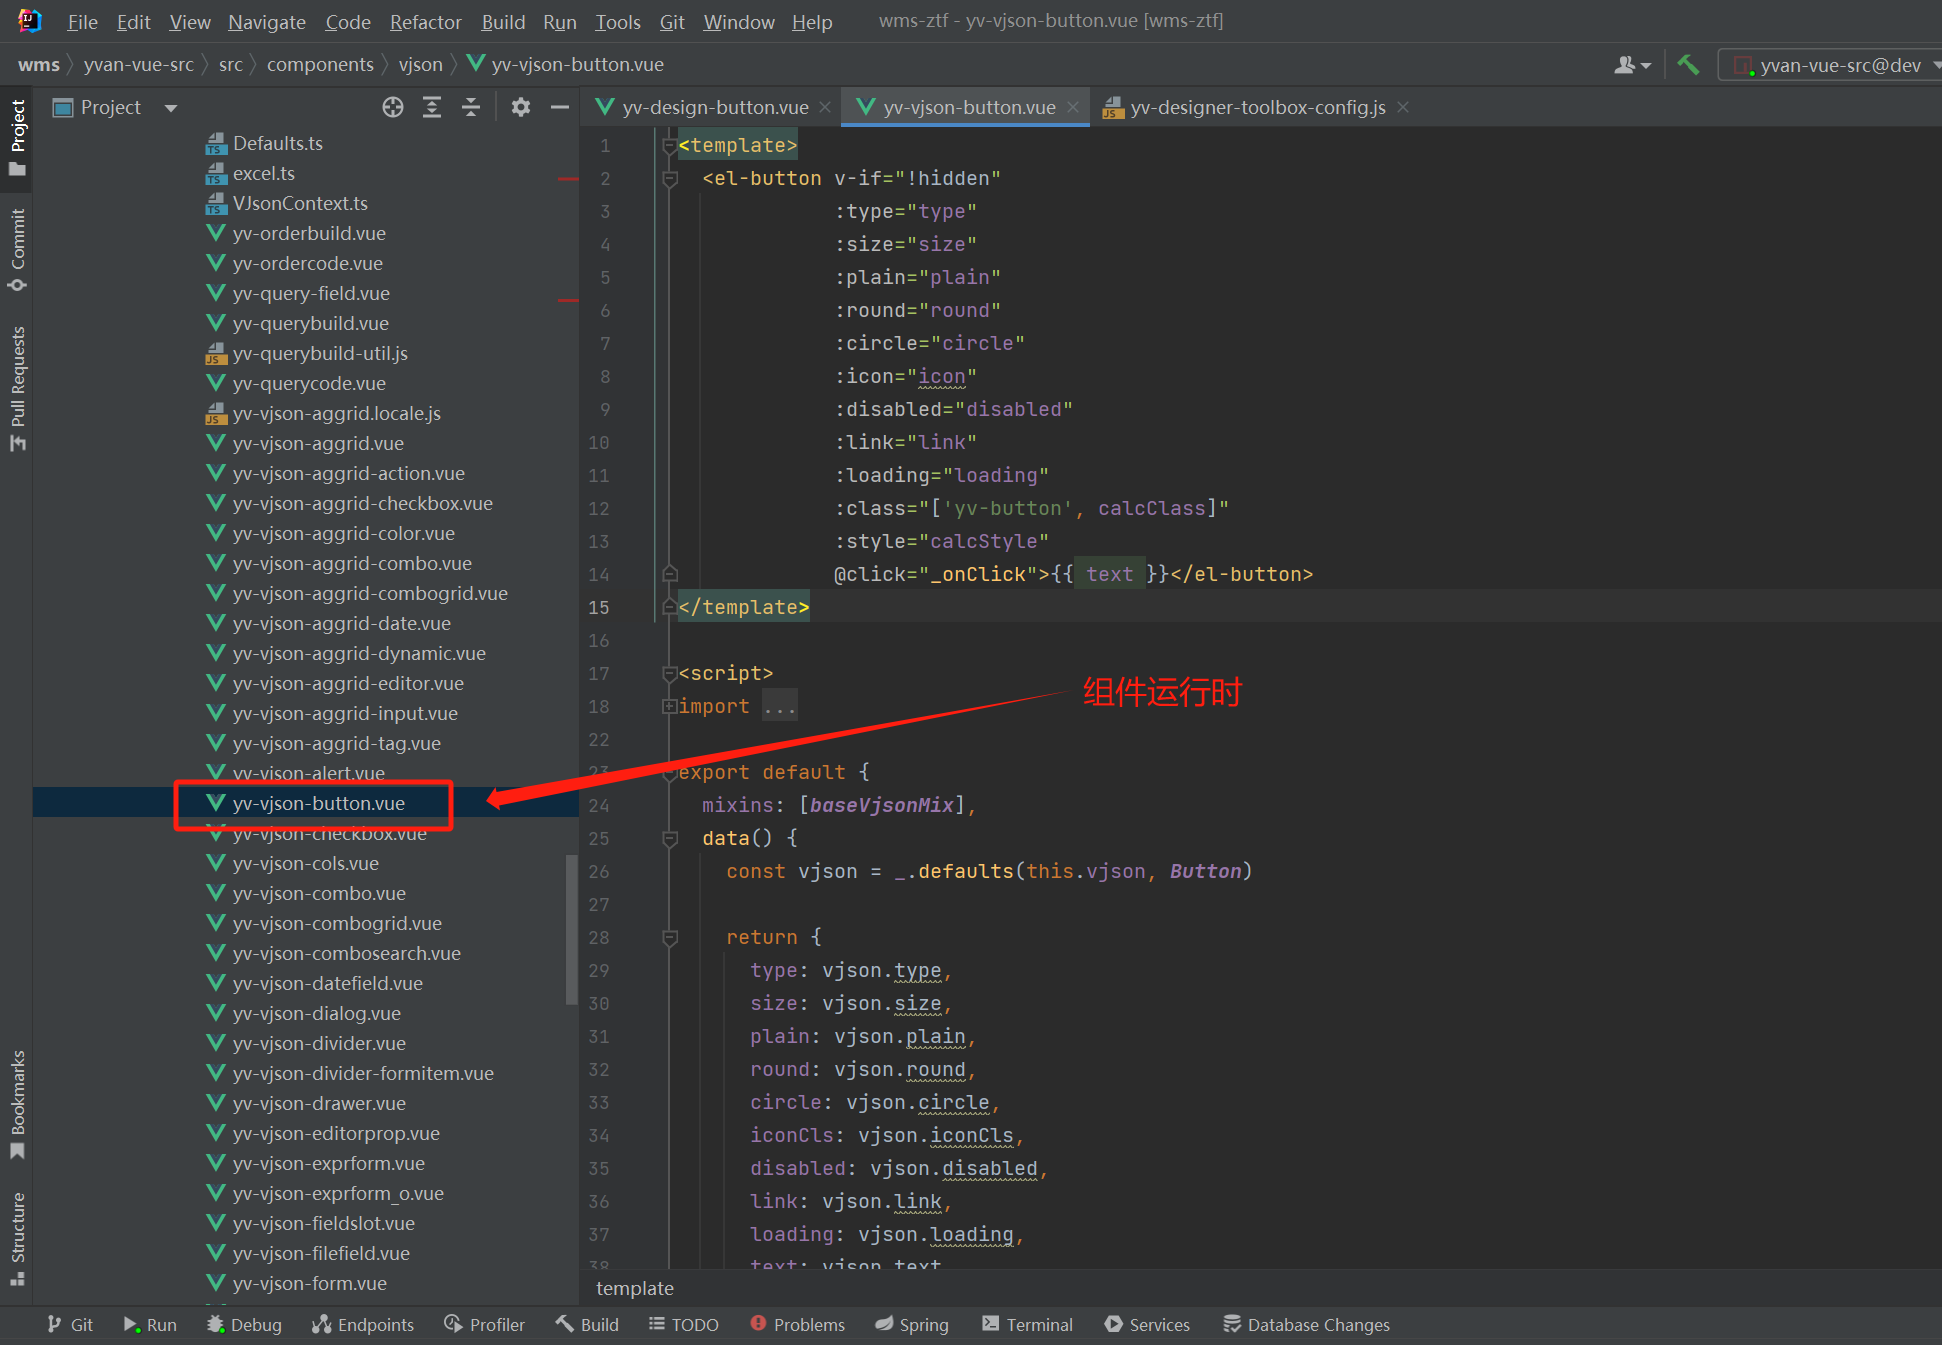 File Edit View Navigate Code Refactor Build Run Tools Git Window Help wms-ztf - yv-vjson-button.vue [wms-ztf]
wms yvan-vue-src src components vjson yv-vjson-button.vue yvan-vue-src@dev
Project
Commit
Pull Requests
Bookmarks
Structure
Project
Defaults.ts
excel.ts
VJsonContext.ts
yv-orderbuild.vue
yv-ordercode.vue
yv-query-field.vue
yv-querybuild.vue
yv-querybuild-util.js
yv-querycode.vue
yv-vjson-aggrid.locale.js
yv-vjson-aggrid.vue
yv-vjson-aggrid-action.vue
yv-vjson-aggrid-checkbox.vue
yv-vjson-aggrid-color.vue
yv-vjson-aggrid-combo.vue
yv-vjson-aggrid-combogrid.vue
yv-vjson-aggrid-date.vue
yv-vjson-aggrid-dynamic.vue
yv-vjson-aggrid-editor.vue
yv-vjson-aggrid-input.vue
yv-vjson-aggrid-tag.vue
yv-vjson-alert.vue
yv-vjson-button.vue
yv-vjson-checkbox.vue
yv-vjson-cols.vue
yv-vjson-combo.vue
yv-vjson-combogrid.vue
yv-vjson-combosearch.vue
yv-vjson-datefield.vue
yv-vjson-dialog.vue
yv-vjson-divider.vue
yv-vjson-divider-formitem.vue
yv-vjson-drawer.vue
yv-vjson-editorprop.vue
yv-vjson-exprform.vue
yv-vjson-exprform_o.vue
yv-vjson-fieldslot.vue
yv-vjson-filefield.vue
yv-vjson-form.vue
yv-design-button.vue yv-vjson-button.vue yv-designer-toolbox-config.js
1 <template>
2 <el-button v-if="!hidden"
3 :type="type"
4 :size="size"
5 :plain="plain"
6 :round="round"
7 :circle="circle"
8 :icon="icon"
9 :disabled="disabled"
10 :link="link"
11 :loading="loading"
12 :class="['yv-button', calcClass]"
13 :style="calcStyle"
14 @click="_onClick">{{ text }}</el-button>
15 </template>
16
17 <script>
18 import ...
22
23 export default {
24 mixins: [baseVjsonMix],
25 data() {
26 const vjson = _.defaults(this.vjson, Button)
27
28 return {
29 type: vjson.type,
30 size: vjson.size,
31 plain: vjson.plain,
32 round: vjson.round,
33 circle: vjson.circle,
34 iconCls: vjson.iconCls,
35 disabled: vjson.disabled,
36 link: vjson.link,
37 loading: vjson.loading,
38 text: vjson.text
组件运行时
template
Git Run Debug Endpoints Profiler Build TODO Problems Spring Terminal Services Database Changes